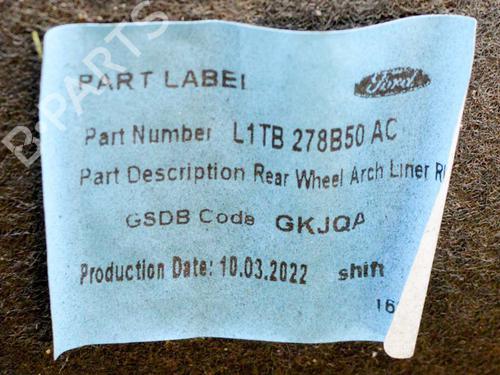 B-PARTS
PART LABEL
Ford
Part Number L1TB 278B50 AC
Part Description Rear Wheel Arch Liner
GSDB Code GKJQA
Production Date: 10.03.2022 shift